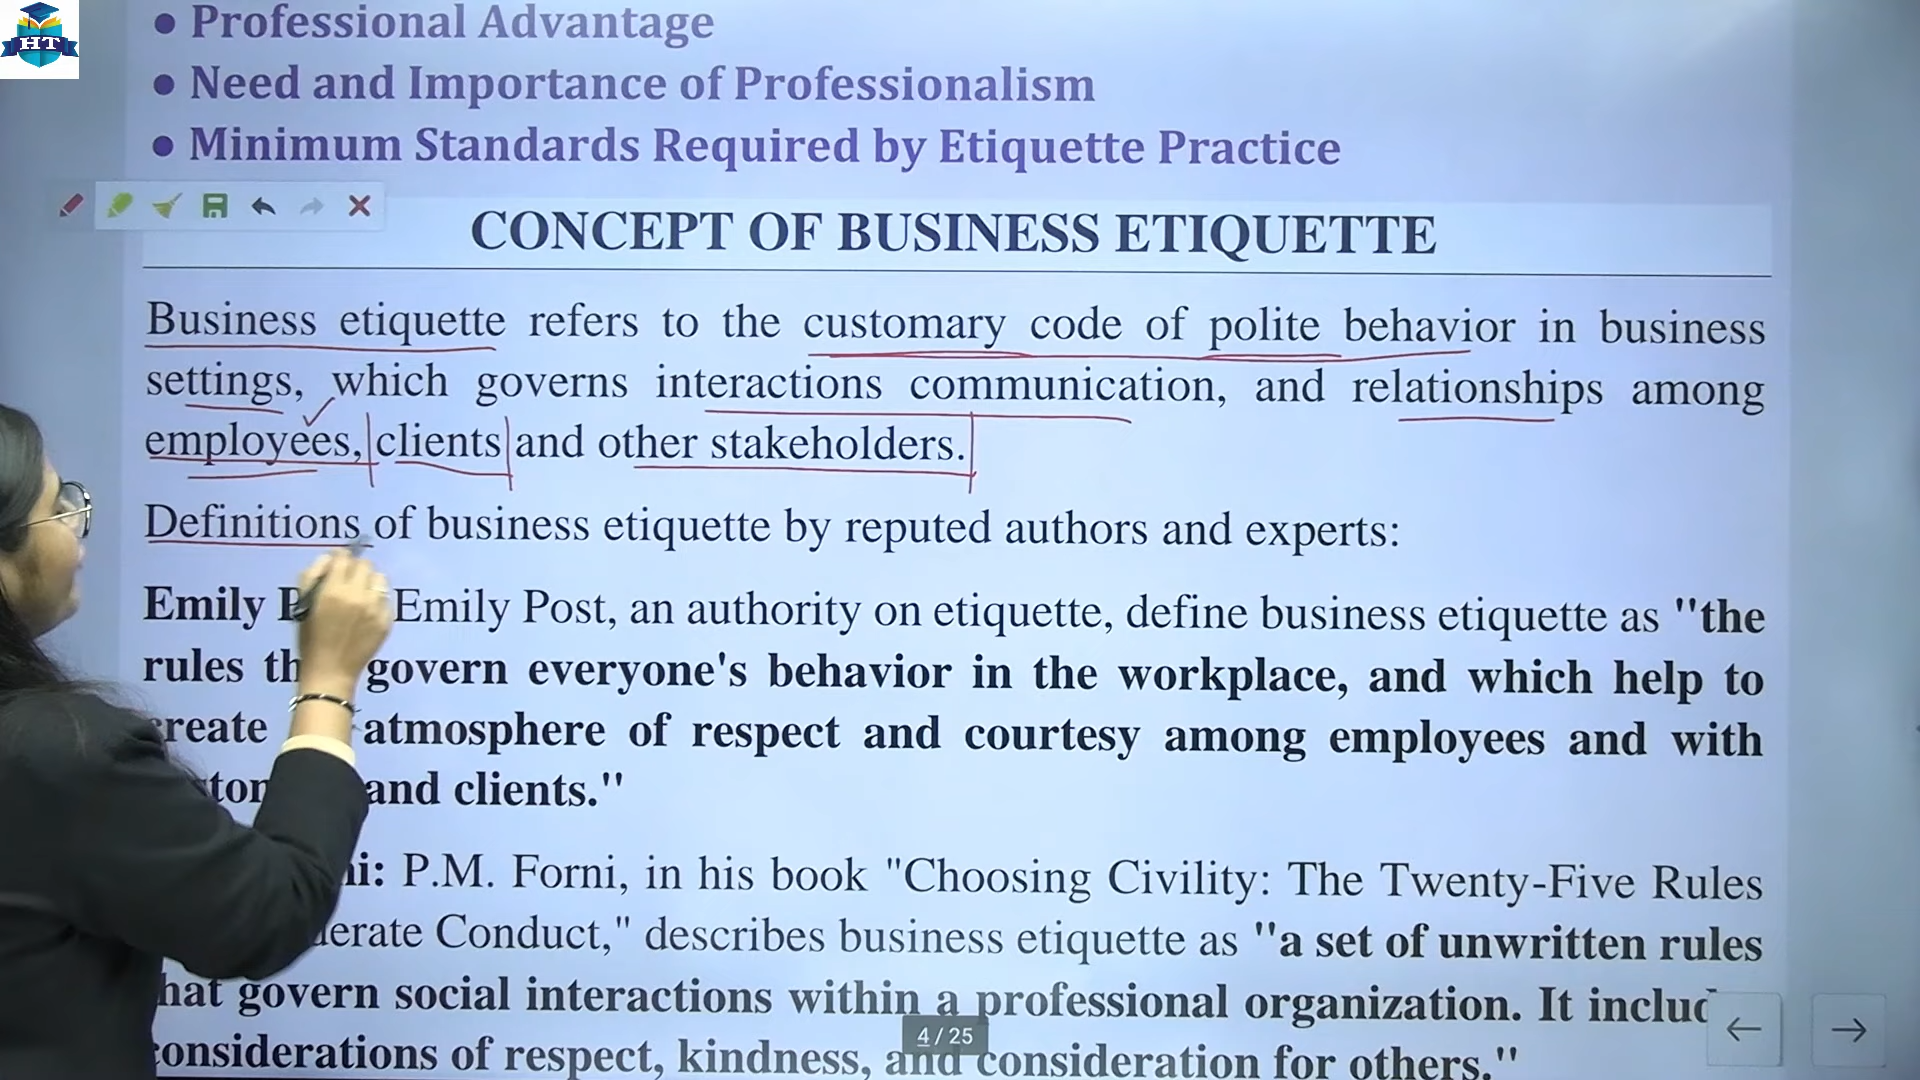 HT
● Professional Advantage
● Need and Importance of Professionalism
● Minimum Standards Required by Etiquette Practice
CONCEPT OF BUSINESS ETIQUETTE
Business etiquette refers to the customary code of polite behavior in business
settings, which governs interactions communication, and relationships among
employees, clients and other stakeholders.
Definitions of business etiquette by reputed authors and experts:
Emily Emily Post, an authority on etiquette, define business etiquette as "the
rules govern everyone's behavior in the workplace, and which help to
atmosphere of respect and courtesy among employees and with
and clients."
P.M. Forni, in his book "Choosing Civility: The Twenty-Five Rules
Conduct," describes business etiquette as "a set of unwritten rules
govern social interactions within a professional organization. It
of respect, kindness, and consideration for others."
4 / 25